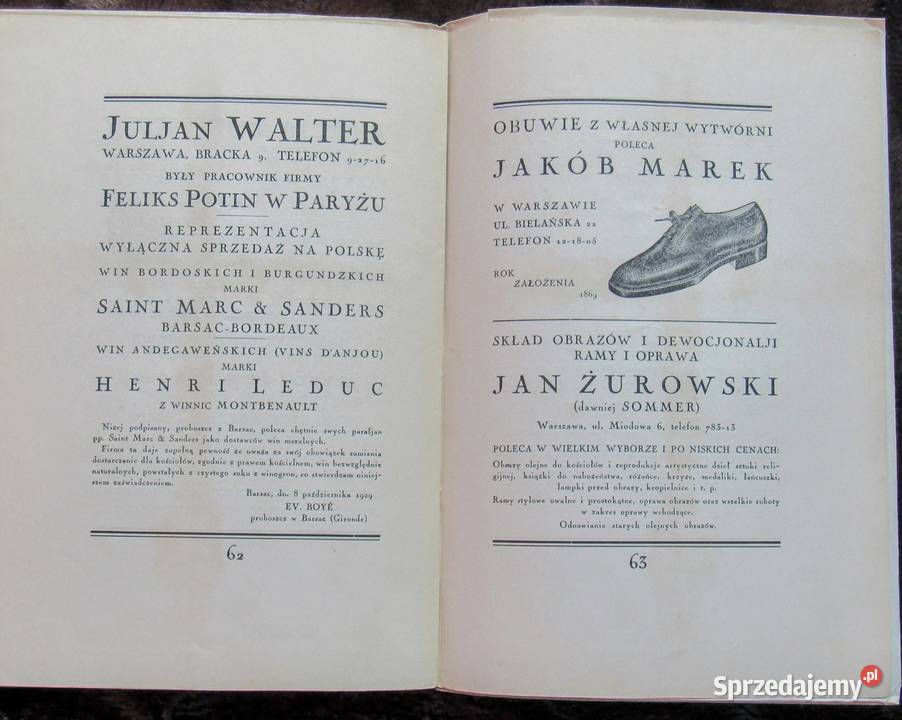 JULJAN WALTER
WARSZAWA, BRACKA 9. TELEFON 9-27-16
BYŁY PRACOWNIK FIRMY
FELIKS POTIN W PARYŻU
REPREZENTACJA
WYŁĄCZNA SPRZEDAŻ NA POLSKĘ
WIN BORDOSKICH I BURGUNDZKICH
MARKI
SAINT MARC & SANDERS
BARSAC-BORDEAUX
WIN ANDEGAWEŃSKICH (VINS D'ANJOU)
MARKI
HENRI LEDUC
Z WINNIC MONTBENAULT
Niżej podpisany, proboszcz z Barsac, poleca chętnie swych parafjan
pp. Saint Marc & Sanders jako dostawców win mszalnych.
Firma ta daje zupełną pewność że uważa za swój obowiązek sumienia
dostarczanie dla kościołów, zgodnie z prawem kościelnem, win bezwzględnie
naturalnych, powstałych z czystego soku z winogron, co stwierdzam niniej-
szem zaświadczeniem.
Barsac, dn. 8 października 1929
EV. BOYÉ
proboszcz w Barsac (Gironde)
62
OBUWIE Z WŁASNEJ WYTWÓRNI
POLECA
JAKÓB MAREK
W WARSZAWIE
UL. BIELAŃSKA 22
TELEFON 12-18-05
ROK
ZAŁOŻENIA
1869
SKŁAD OBRAZÓW I DEWOCJONALJI
RAMY I OPRAWA
JAN ŻUROWSKI
(dawniej SOMMER)
Warszawa, ul. Miodowa 6, telefon 783-13
POLECA W WIELKIM WYBORZE I PO NISKICH CENACH:
Obrazy olejne do kościołów i reprodukcje artystyczne dzieł sztuki reli-
gijnej, książki do nabożeństwa, różańce, krzyże, medaliki, łańcuszki,
lampki przed obrazy, kropielnice i t. p.
Ramy stylowe owalne i prostokątne, oprawa obrazów oraz wszelkie roboty
w zakres oprawy wchodzące.
Odnawianie starych olejnych obrazów.
63
Sprzedajemy.pl